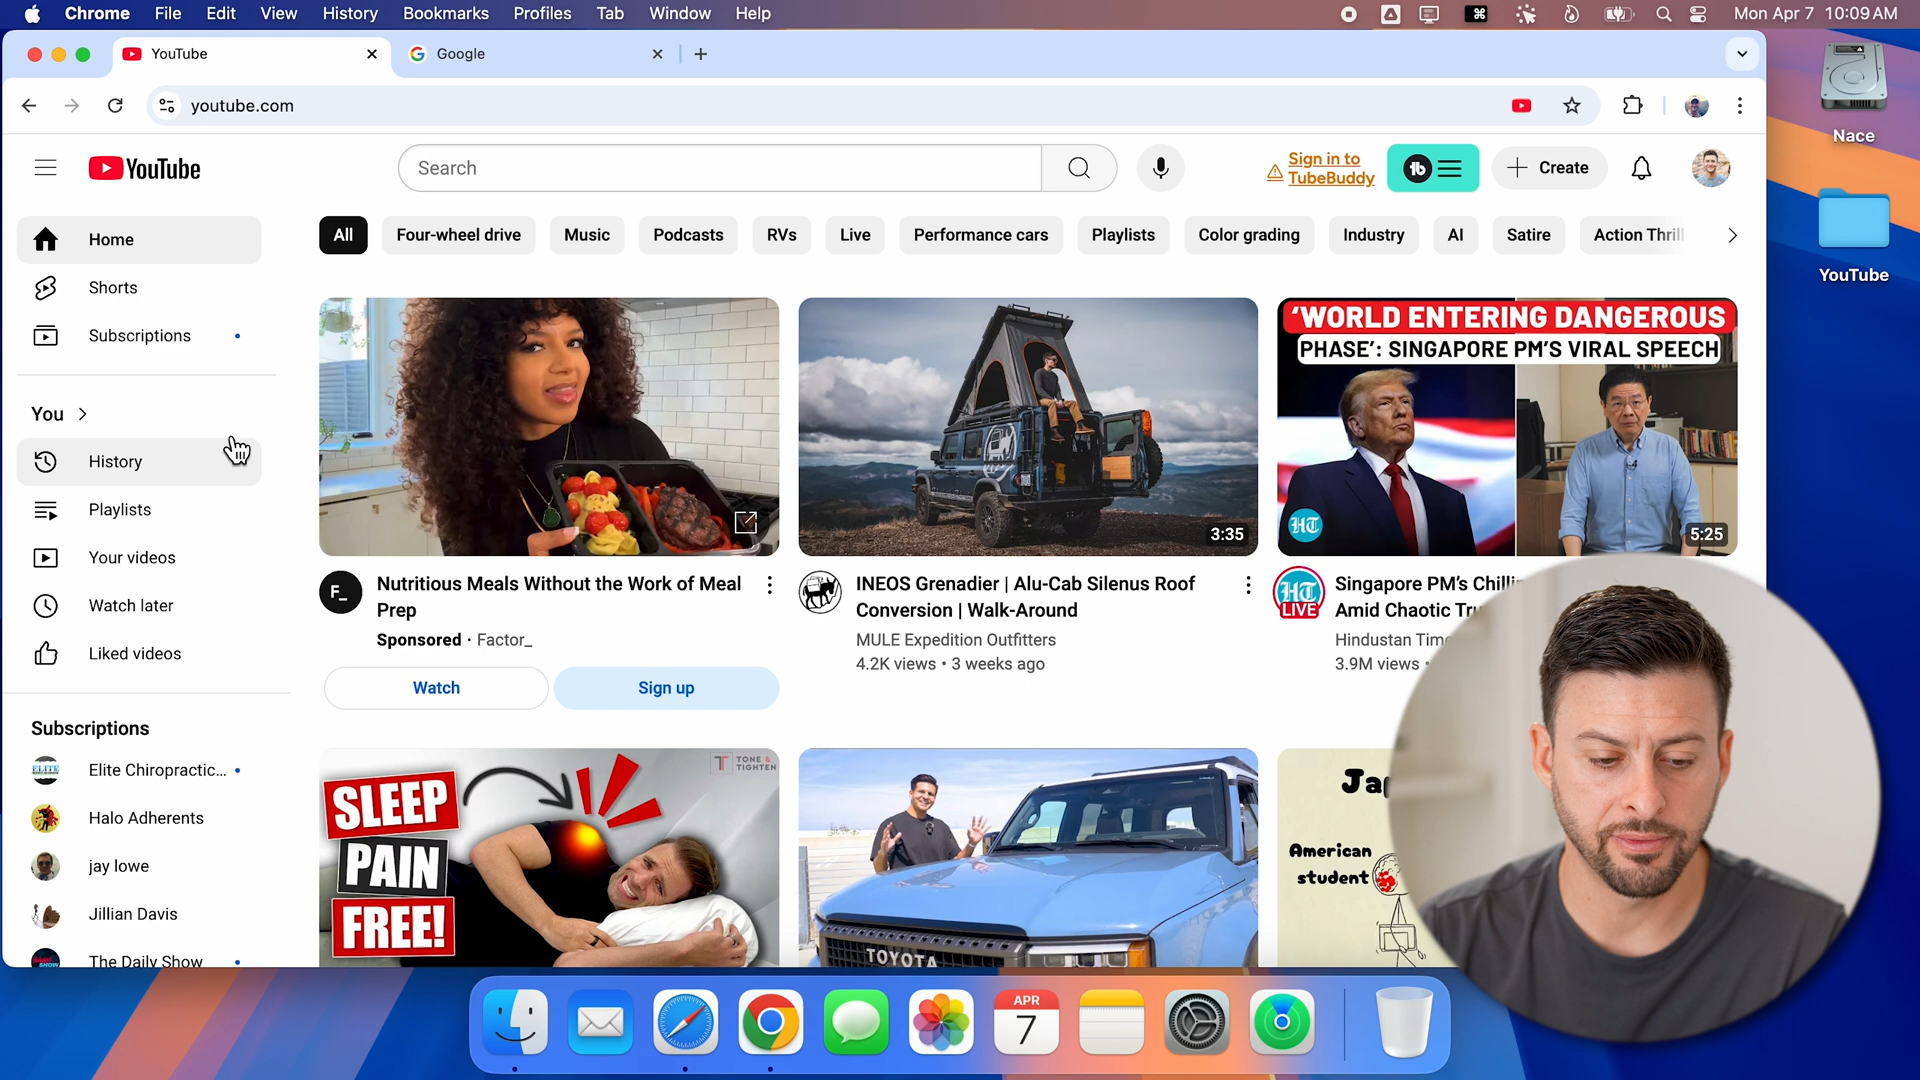 Chrome File Edit View History Bookmarks Profiles Tab Window Help
Mon Apr 7 10:09 AM
YouTube
Google
youtube.com
YouTube
Search
Sign in to
TubeBuddy
tb
Create
All
Four-wheel drive
Music
Podcasts
RVs
Live
Performance cars
Playlists
Color grading
Industry
AI
Satire
Action Thrill
Home
Shorts
Subscriptions
You
History
Playlists
Your videos
Watch later
Liked videos
Subscriptions
Elite Chiropractic...
Halo Adherents
jay lowe
Jillian Davis
The Daily Show
3:35
'WORLD ENTERING DANGEROUS
PHASE': SINGAPORE PM'S VIRAL SPEECH
HT
5:25
F_
Nutritious Meals Without the Work of Meal
Prep
Sponsored · Factor_
Watch
Sign up
INEOS Grenadier | Alu-Cab Silenus Roof
Conversion | Walk-Around
MULE Expedition Outfitters
4.2K views • 3 weeks ago
HT
LIVE
Singapore PM's
Amid Chaotic
Hindustan
3.9M views
TONE &
TIGHTEN
SLEEP
PAIN
FREE!
TOYOTA
American
student
Nace
YouTube
APR
7